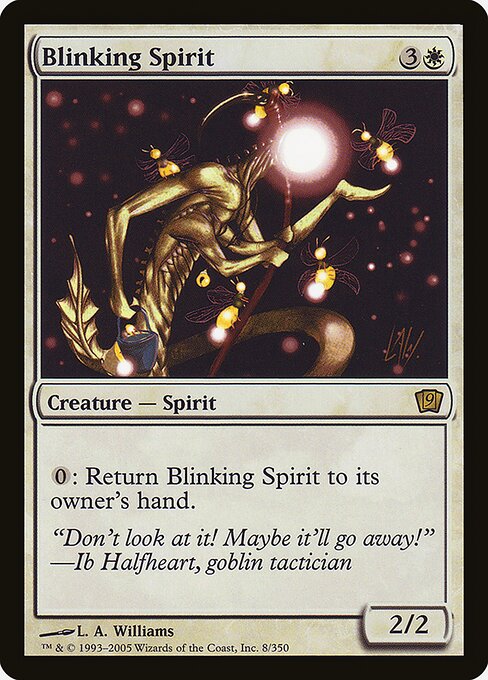 Blinking Spirit 3
Creature — Spirit 9
0: Return Blinking Spirit to its
owner's hand.
“Don't look at it! Maybe it'll go away!”
—Ib Halfheart, goblin tactician
L. A. Williams
2/2
™ & © 1993–2005 Wizards of the Coast, Inc. 8/350